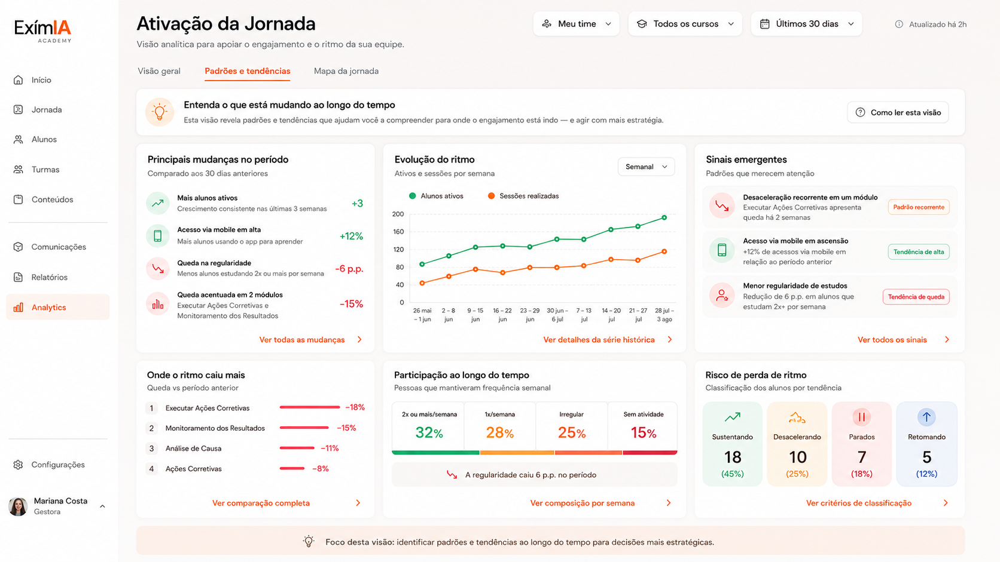 ExímIA
ACADEMY
Início
Jornada
Alunos
Turmas
Conteúdos
Comunicações
Relatórios
Analytics
Configurações
Mariana Costa
Gestora
Ativação da Jornada
Visão analítica para apoiar o engajamento e o ritmo da sua equipe.
Meu time
Todos os cursos
Últimos 30 dias
Atualizado há 2h
Visão geral
Padrões e tendências
Mapa da jornada
Entenda o que está mudando ao longo do tempo
Esta visão revela padrões e tendências que ajudam você a compreender para onde o engajamento está indo — e agir com mais estratégia.
Como ler esta visão
Principais mudanças no período
Comparado aos 30 dias anteriores
Mais alunos ativos
Crescimento consistente nas últimas 3 semanas
+3
Acesso via mobile em alta
Mais alunos usando o app para aprender
+12%
Queda na regularidade
Menos alunos estudando 2x ou mais por semana
-6 p.p.
Queda acentuada em 2 módulos
Executar Ações Corretivas e
Monitoramento dos Resultados
-15%
Ver todas as mudanças
Evolução do ritmo
Ativos e sessões por semana
Semanal
Alunos ativos
Sessões realizadas
200
160
120
80
40
0
26 mai
– 1 jun
2 – 8
jun
9 – 15
jun
16 – 22
jun
23 – 29
jun
30 jun –
6 jul
7 – 13
jul
14 – 20
jul
21 – 27
jul
28 jul –
3 ago
Ver detalhes da série histórica
Sinais emergentes
Padrões que merecem atenção
Desaceleração recorrente em um módulo
Executar Ações Corretivas apresenta
queda há 2 semanas
Padrão recorrente
Acesso via mobile em ascensão
+12% de acessos via mobile em
relação ao período anterior
Tendência de alta
Menor regularidade de estudos
Redução de 6 p.p. em alunos que
estudam 2x+ por semana
Tendência de queda
Ver todos os sinais
Onde o ritmo caiu mais
Queda vs período anterior
1 Executar Ações Corretivas -18%
2 Monitoramento dos Resultados -15%
3 Análise de Causa -11%
4 Ações Corretivas -8%
Ver comparação completa
Participação ao longo do tempo
Pessoas que mantiveram frequência semanal
2x ou mais/semana
32%
1x/semana
28%
Irregular
25%
Sem atividade
15%
A regularidade caiu 6 p.p. no período
Ver composição por semana
Risco de perda de ritmo
Classificação dos alunos por tendência
Sustentando
18
(45%)
Desacelerando
10
(25%)
Parados
7
(18%)
Retomando
5
(12%)
Ver critérios de classificação
Foco desta visão: identificar padrões e tendências ao longo do tempo para decisões mais estratégicas.